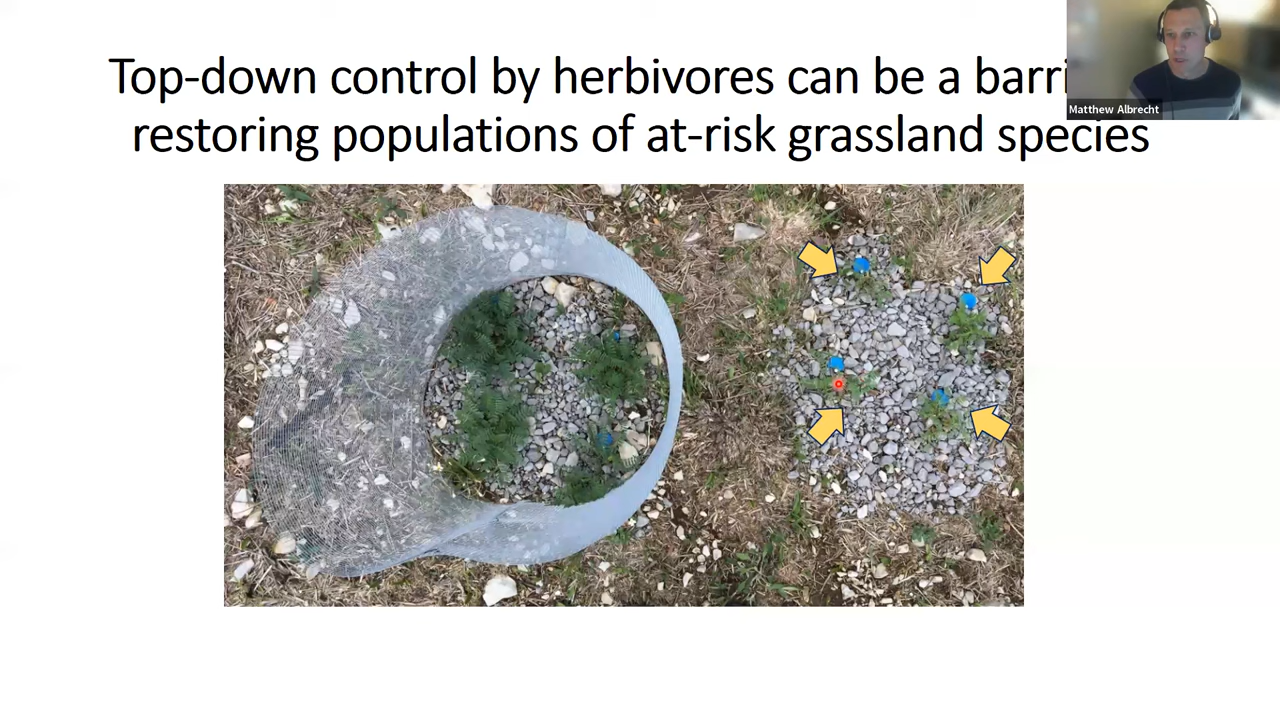 Top-down control by herbivores can be a
restoring populations of at-risk grassland species
Matthew Albrecht